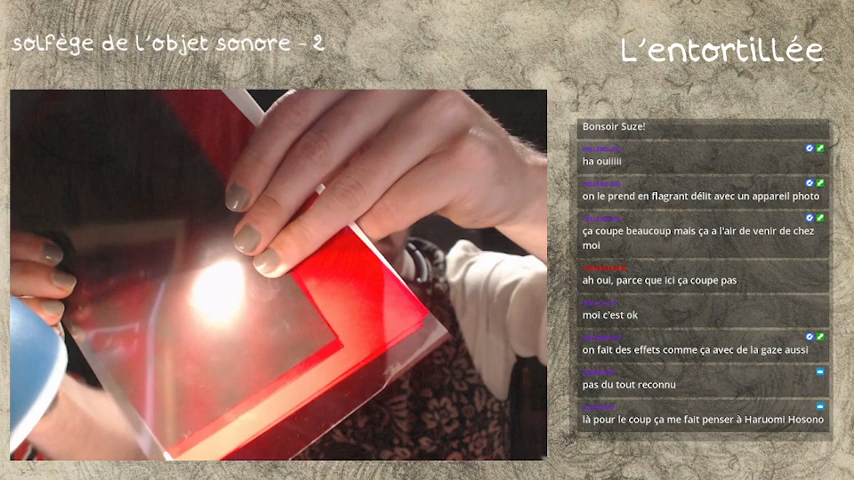 solfège de l'objet sonore - 2
L'entortillée
Bonsoir Suze!
ha ouiiiii
on le prend en flagrant délit avec un appareil photo
ça coupe beaucoup mais ça a l'air de venir de chez
moi
ah oui, parce que ici ça coupe pas
moi c'est ok
on fait des effets comme ça avec de la gaze aussi
pas du tout reconnu
là pour le coup ça me fait penser à Haruomi Hosono